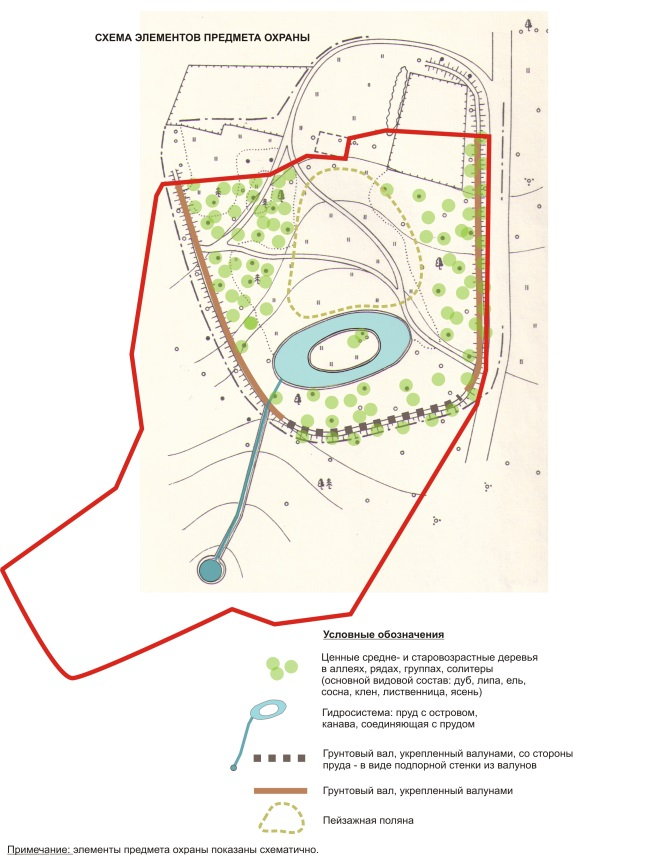 СХЕМА ЭЛЕМЕНТОВ ПРЕДМЕТА ОХРАНЫ
Условные обозначения
Ценные средне- и старовозрастные деревья
в аллеях, рядах, группах, солитеры
(основной видовой состав: дуб, липа, ель,
сосна, клен, лиственница, ясень)
Гидросистема: пруд с островом,
канава, соединяющая с прудом
Грунтовый вал, укрепленный валунами, со стороны
пруда - в виде подпорной стенки из валунов
Грунтовый вал, укрепленный валунами
Пейзажная поляна
Примечание: элементы предмета охраны показаны схематично.